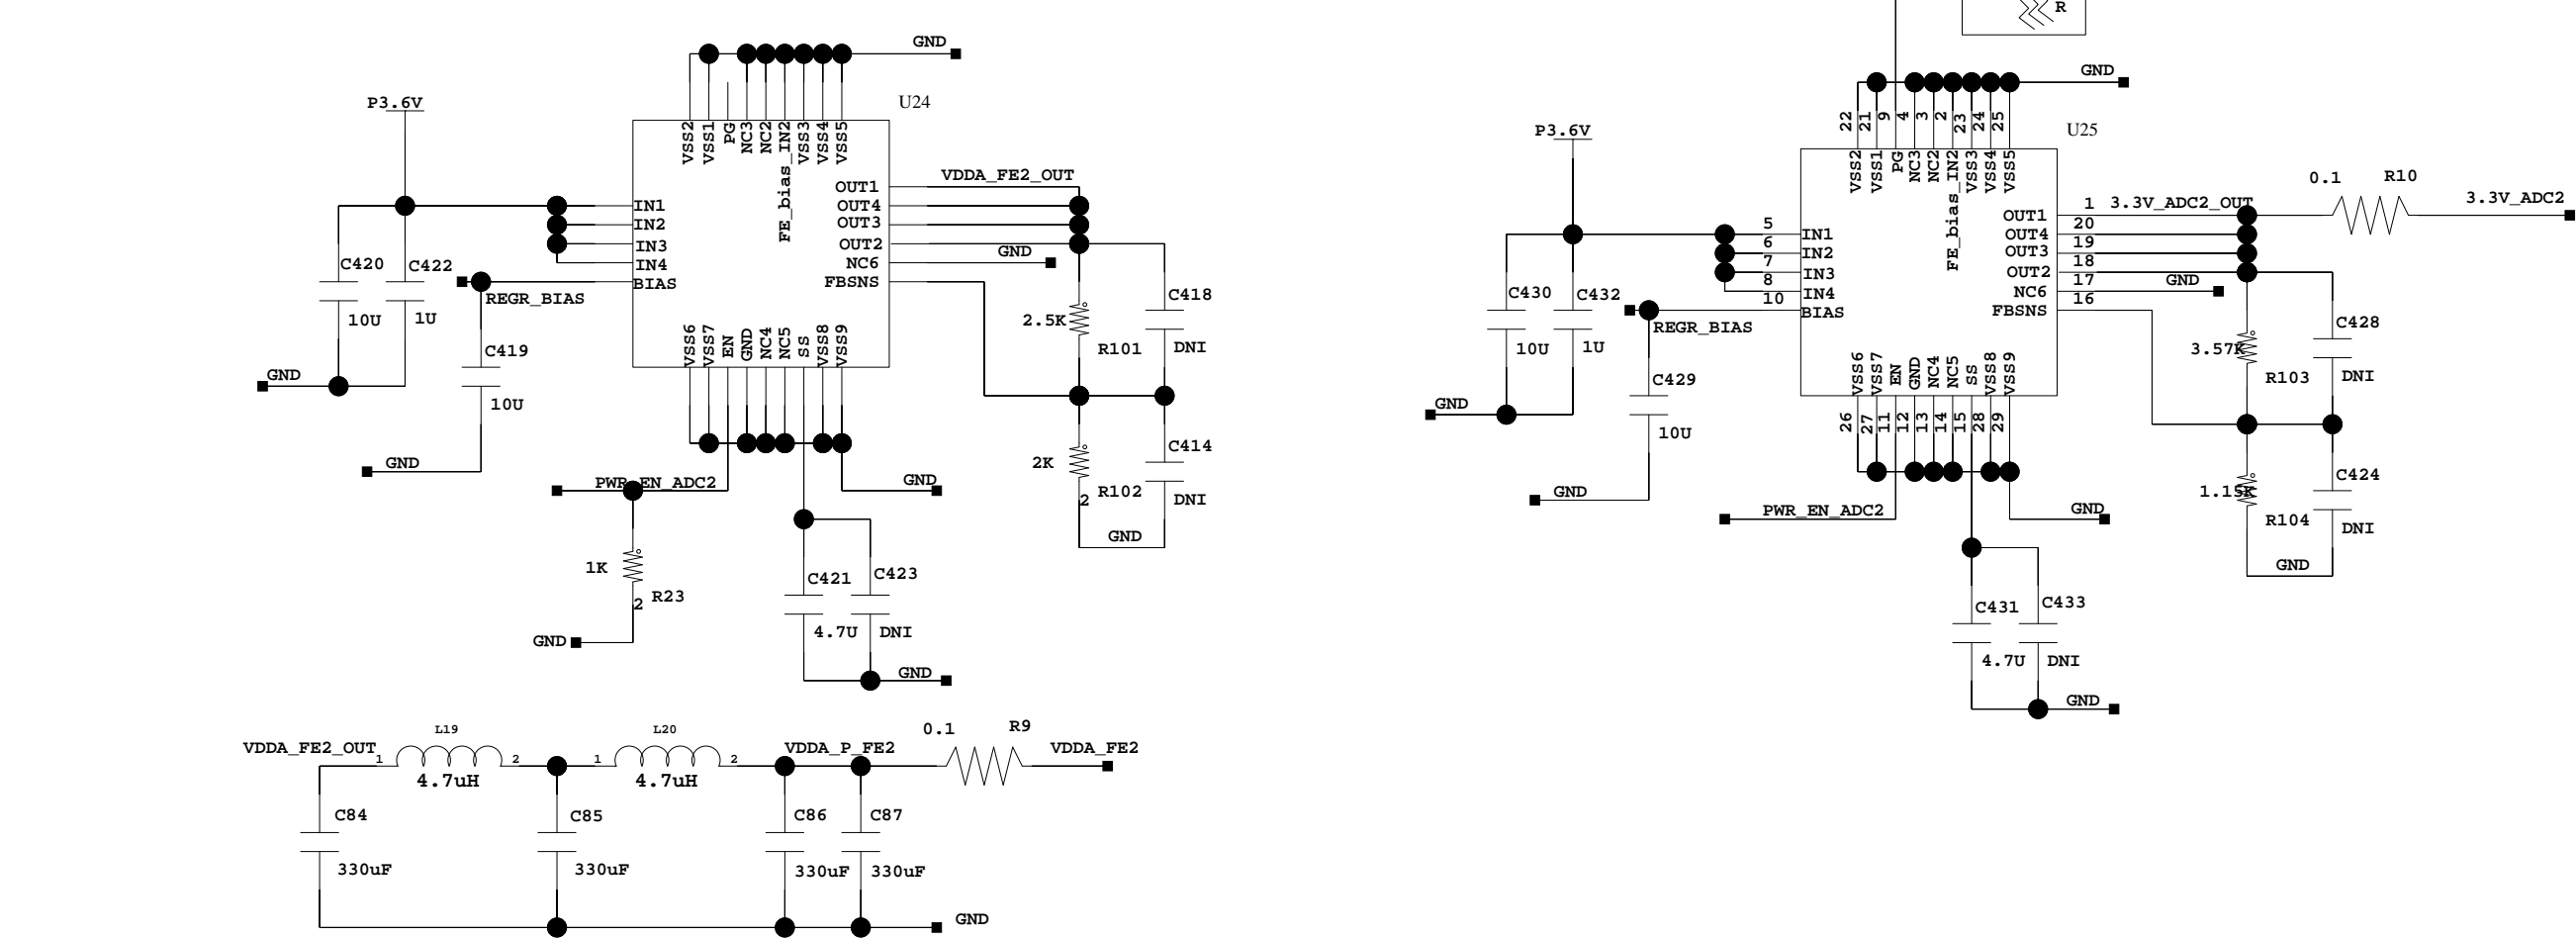 R
GND
U24
P3.6V
VSS2
VSS1
PG
NC3
NC2
FE_bias_IN2
VSS3
VSS4
VSS5
OUT1
OUT4
OUT3
OUT2
NC6
FBSNS
IN1
IN2
IN3
IN4
BIAS
VDDA_FE2_OUT
GND
C420
10U
C422
1U
REGR_BIAS
C419
10U
GND
GND
VSS6
VSS7
EN
GND
NC4
NC5
SS
VSS8
VSS9
C418
DNI
2.5K
R101
C414
DNI
2K
R102
2
GND
PWR_EN_ADC2
GND
1K
R23
2
GND
C421
4.7U
C423
DNI
GND
VDDA_FE2_OUT
1
L19
4.7uH
2
1
L20
4.7uH
2
VDDA_P_FE2
0.1
R9
VDDA_FE2
C84
330uF
C85
330uF
C86
330uF
C87
330uF
GND
GND
U25
P3.6V
22
21
9
4
3
2
23
24
25
VSS2
VSS1
PG
NC3
NC2
FE_bias_IN2
VSS3
VSS4
VSS5
5
6
7
8
10
IN1
IN2
IN3
IN4
BIAS
OUT1
OUT4
OUT3
OUT2
NC6
FBSNS
1
20
19
18
17
16
3.3V_ADC2_OUT
GND
0.1
R10
3.3V_ADC2
C430
10U
C432
1U
REGR_BIAS
C429
10U
GND
GND
VSS6
VSS7
EN
GND
NC4
NC5
SS
VSS8
VSS9
26
27
11
12
13
14
15
28
29
C428
DNI
3.57K
R103
C424
DNI
1.15K
R104
GND
PWR_EN_ADC2
GND
C431
4.7U
C433
DNI
GND